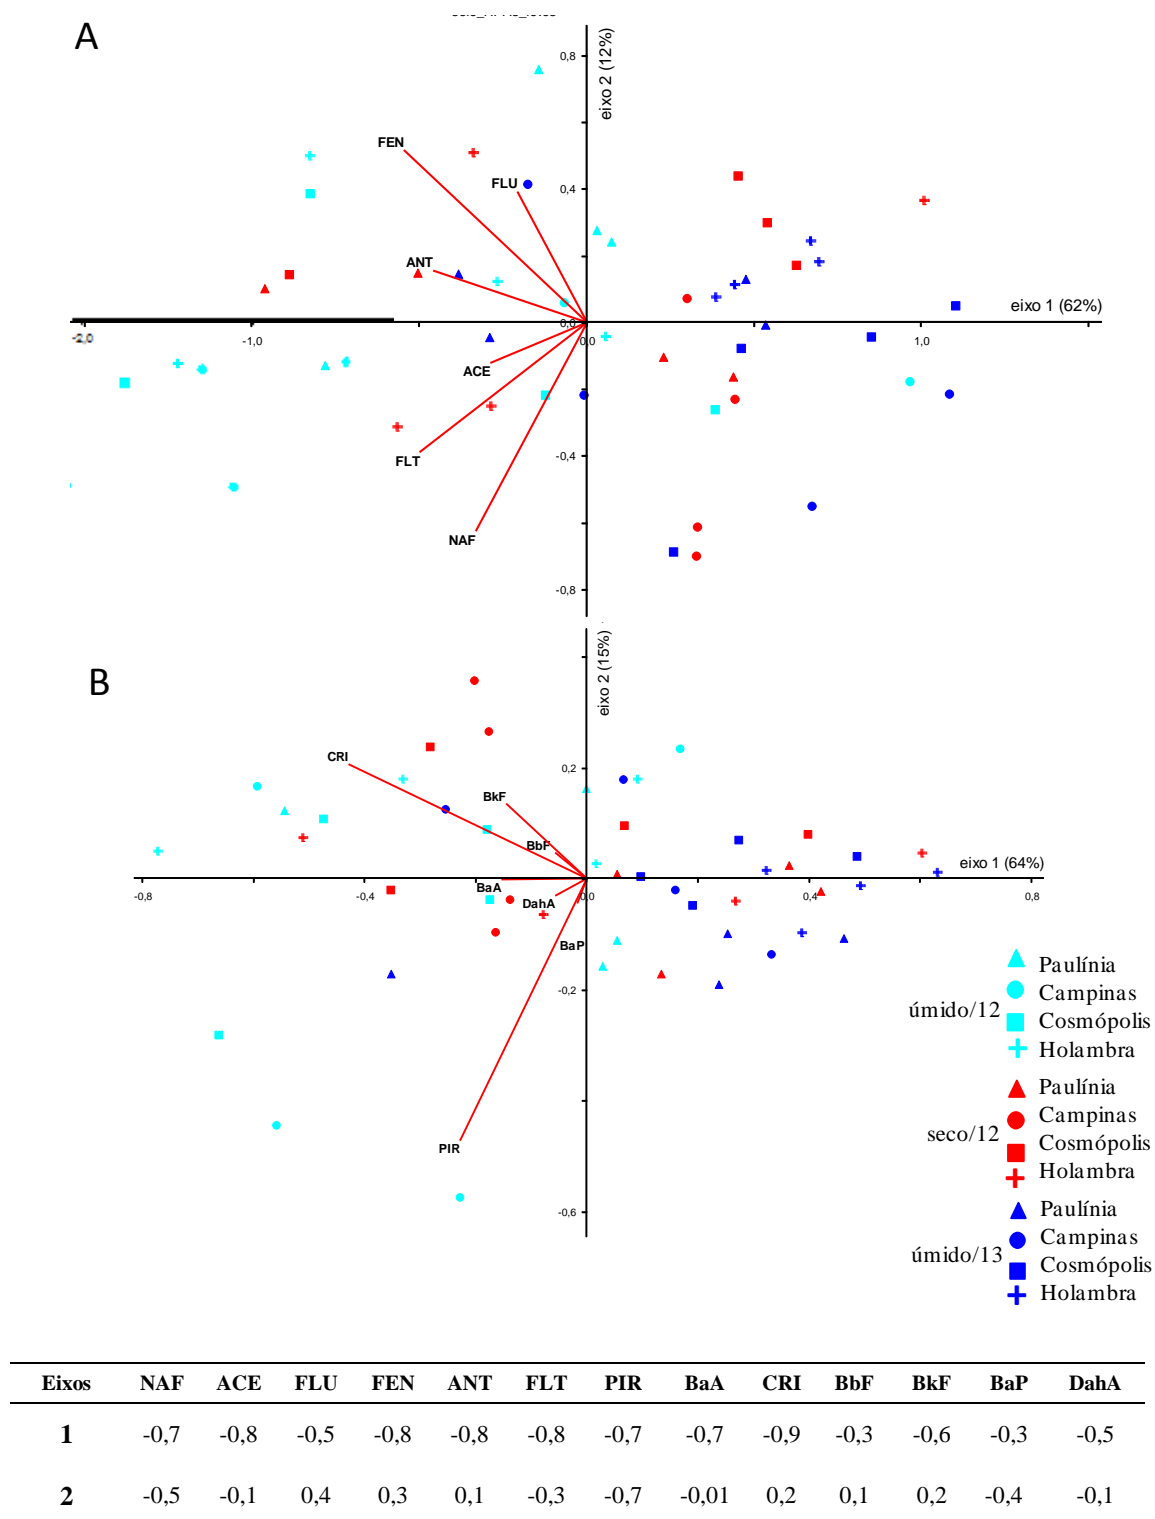 A
eixo 2 (12%)
0,8
FEN
FLU
0,4
ANT
eixo 1 (62%)
0,0
-2,0
-1,0
0,0
1,0
ACE
FLT
-0,4
NAF
-0,8
B
eixo 2 (15%)
CRI
0,2
BkF
BbF
eixo 1 (64%)
-0,8
-0,4
BaA
0,0
0,4
0,8
DahA
BaP
-0,2
PIR
-0,6
úmido/12
Paulínia
Campinas
Cosmópolis
Holambra
seco/12
Paulínia
Campinas
Cosmópolis
Holambra
úmido/13
Paulínia
Campinas
Cosmópolis
Holambra
Eixos NAF ACE FLU FEN ANT FLT PIR BaA CRI BbF BkF BaP DahA
1 -0,7 -0,8 -0,5 -0,8 -0,8 -0,8 -0,7 -0,7 -0,9 -0,3 -0,6 -0,3 -0,5
2 -0,5 -0,1 0,4 0,3 0,1 -0,3 -0,7 -0,01 0,2 0,1 0,2 -0,4 -0,1